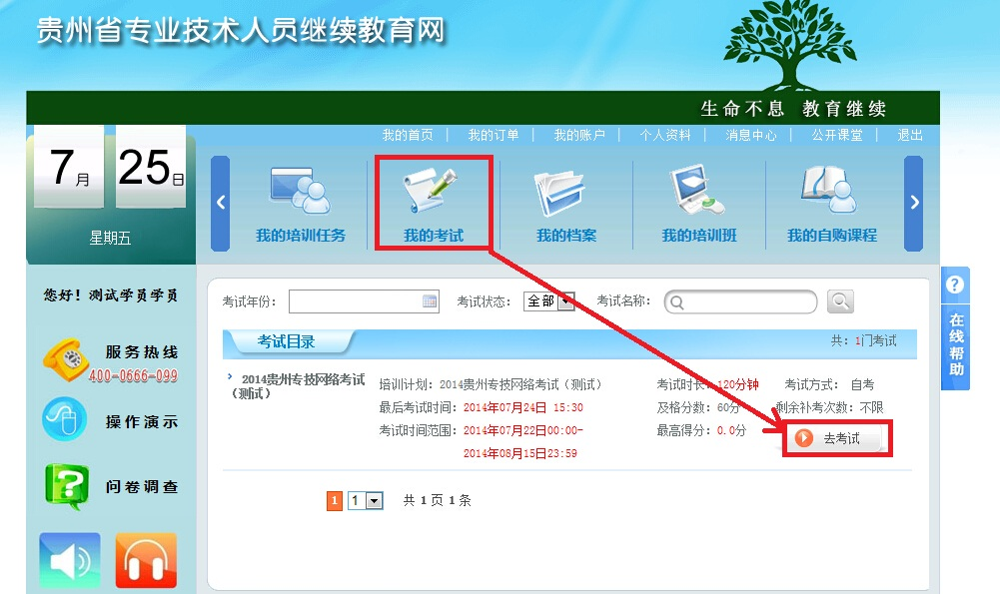 贵州省专业技术人员继续教育网
生命不息 教育继续
我的首页 | 我的订单 | 我的账户 | 个人资料 | 消息中心 | 公开课堂 | 退出
7月 25日
星期五
我的培训任务 我的考试 我的档案 我的培训班 我的自购课程
您好！测试学员学员
服务热线
400-0666-099
操作演示
问卷调查
考试年份： 考试状态： 全部 考试名称：
考试目录 共：1门考试
2014贵州专技网络考试
（测试）
培训计划：2014贵州专技网络考试（测试） 考试时长：120分钟 考试方式： 自考
最后考试时间：2014年07月24日 15:30 及格分数：60分 剩余补考次数：不限
考试时间范围：2014年07月22日00:00- 最高得分：0.0分
2014年08月15日23:59
去考试
1 1 共 1 页 1 条
?
在线帮助